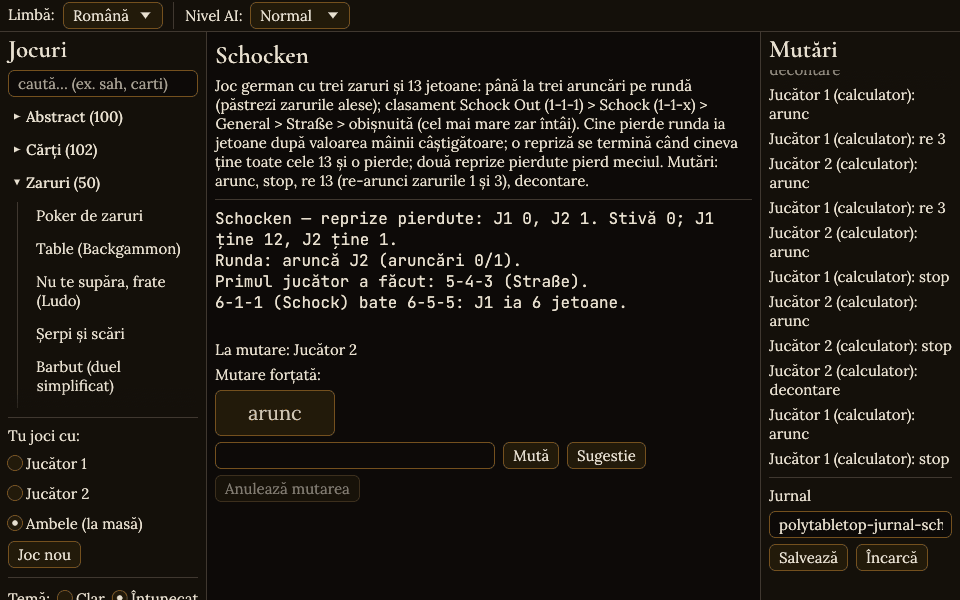 Limbă: Română Nivel AI: Normal
Jocuri
caută... (ex. sah, carti)
Abstract (100)
Cărți (102)
Zaruri (50)
Poker de zaruri
Table (Backgammon)
Nu te supăra, frate
(Ludo)
Șerpi și scări
Barbut (duel
simplificat)
Tu joci cu:
Jucător 1
Jucător 2
Ambele (la masă)
Joc nou
Temă: Clar Întunecat
Schocken
Joc german cu trei zaruri și 13 jetoane: până la trei aruncări pe rundă
(păstrezi zarurile alese); clasament Schock Out (1-1-1) > Schock (1-1-x) >
General > Straße > obișnuită (cel mai mare zar întâi). Cine pierde runda ia
jetoane după valoarea mâinii câștigătoare; o repriză se termină când cineva
ține toate cele 13 și o pierde; două reprize pierdute pierd meciul. Mutări:
arunc, stop, re 13 (re-arunci zarurile 1 și 3), decontare.
Schocken — reprize pierdute: J1 0, J2 1. Stivă 0; J1
ține 12, J2 ține 1.
Runda: aruncă J2 (aruncări 0/1).
Primul jucător a făcut: 5-4-3 (Straße).
6-1-1 (Schock) bate 6-5-5: J1 ia 6 jetoane.
La mutare: Jucător 2
Mutare forțată:
arunc
Mută Sugestie
Anulează mutarea
Mutări
decontare
Jucător 1 (calculator):
arunc
Jucător 1 (calculator): re 3
Jucător 2 (calculator):
arunc
Jucător 1 (calculator): re 3
Jucător 2 (calculator):
arunc
Jucător 1 (calculator): stop
Jucător 2 (calculator):
arunc
Jucător 2 (calculator): stop
Jucător 2 (calculator):
decontare
Jucător 1 (calculator):
arunc
Jucător 1 (calculator): stop
Jurnal
polytabletop-jurnal-sch
Salvează Încarcă